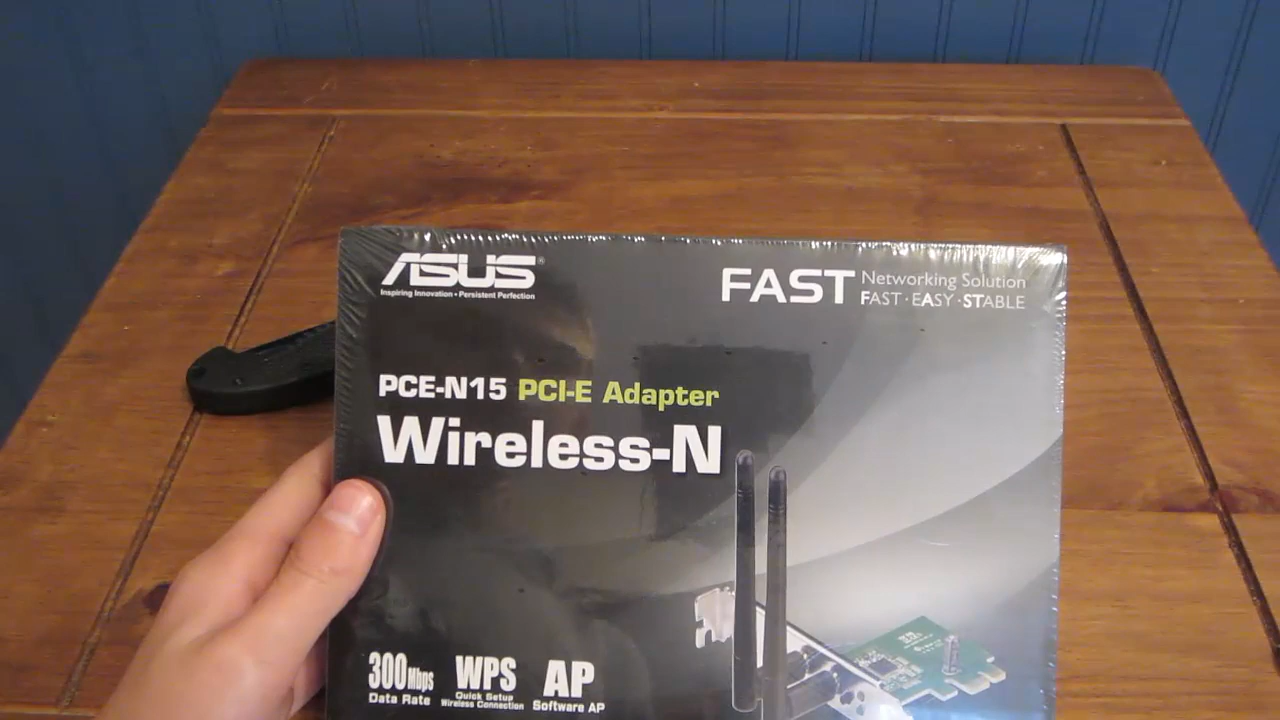 ASUS®
Inspiring Innovation • Persistent Perfection
FAST Networking Solution
FAST · EASY · STABLE
PCE-N15 PCI-E Adapter
Wireless-N
300Mbps
Data Rate
WPS
Quick Setup
Wireless Connection
AP
Software AP